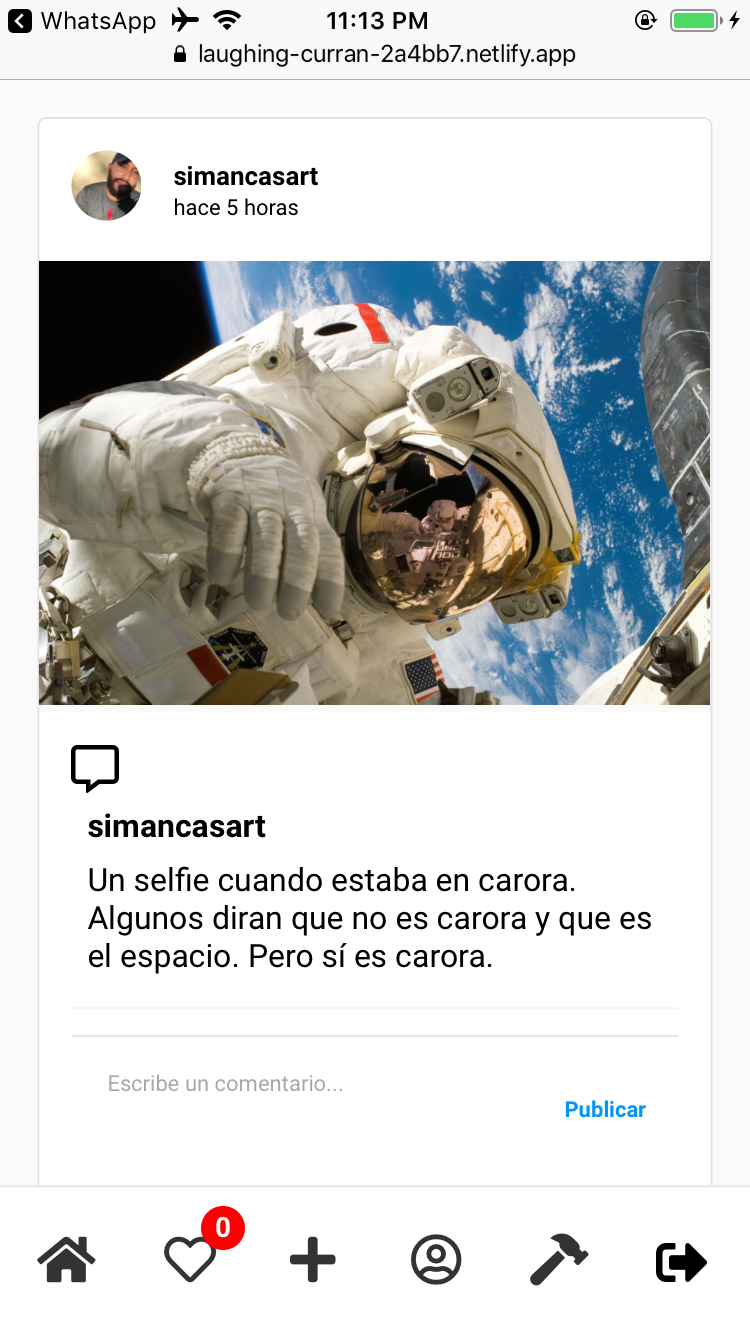 WhatsApp 11:13 PM
laughing-curran-2a4bb7.netlify.app
simancasart
hace 5 horas
simancasart
Un selfie cuando estaba en carora.
Algunos diran que no es carora y que es
el espacio. Pero sí es carora.
Escribe un comentario...
Publicar
0